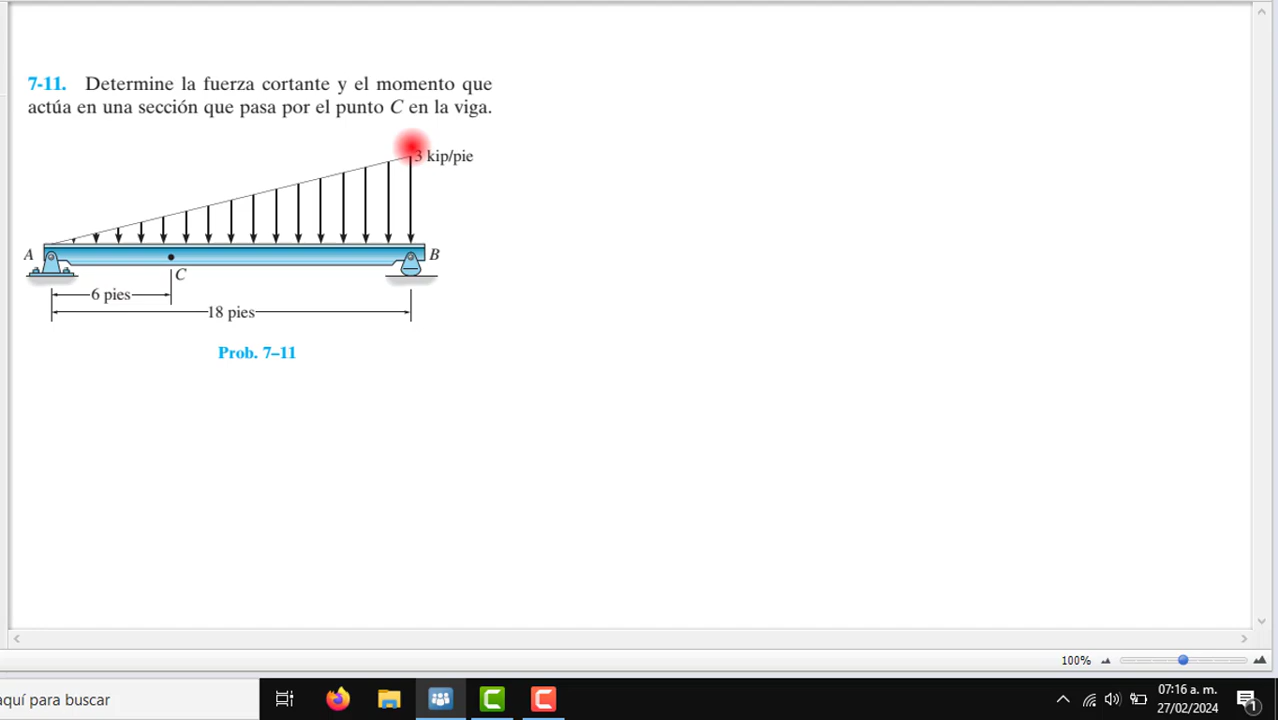 7-11. Determine la fuerza cortante y el momento que
actúa en una sección que pasa por el punto C en la viga.
3 kip/pie
A
B
C
6 pies
18 pies
Prob. 7–11
100%
aquí para buscar
07:16 a. m.
27/02/2024
1